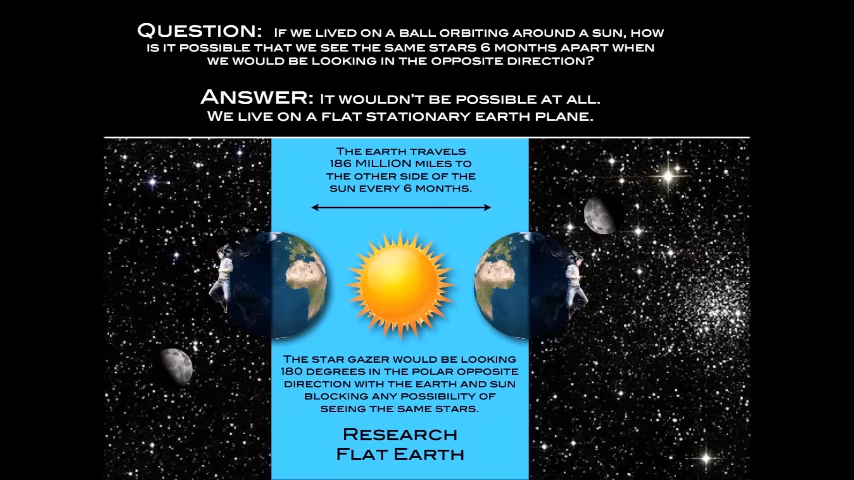 QUESTION: IF WE LIVED ON A BALL ORBITING AROUND A SUN, HOW
IS IT POSSIBLE THAT WE SEE THE SAME STARS 6 MONTHS APART WHEN
WE WOULD BE LOOKING IN THE OPPOSITE DIRECTION?
ANSWER: IT WOULDN'T BE POSSIBLE AT ALL.
WE LIVE ON A FLAT STATIONARY EARTH PLANE.
THE EARTH TRAVELS
186 MILLION MILES TO
THE OTHER SIDE OF THE
SUN EVERY 6 MONTHS.
THE STAR GAZER WOULD BE LOOKING
180 DEGREES IN THE POLAR OPPOSITE
DIRECTION WITH THE EARTH AND SUN
BLOCKING ANY POSSIBILITY OF
SEEING THE SAME STARS.
RESEARCH
FLAT EARTH